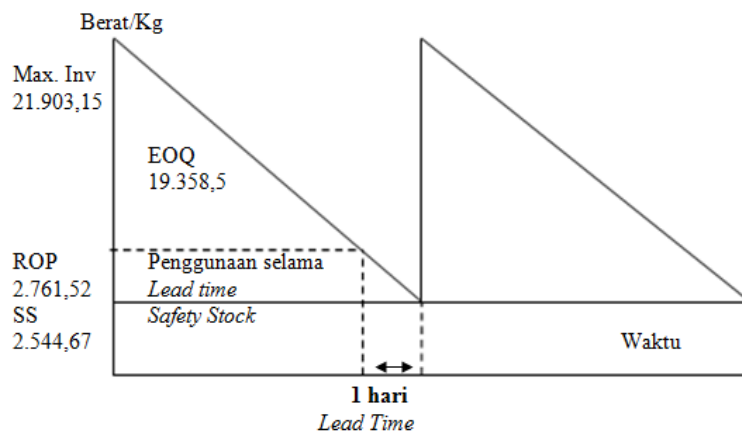 Berat/Kg
Max. Inv
21.903,15
EOQ
19.358,5
ROP
2.761,52
Penggunaan selama
Lead time
SS
2.544,67
Safety Stock
Waktu
1 hari
Lead Time